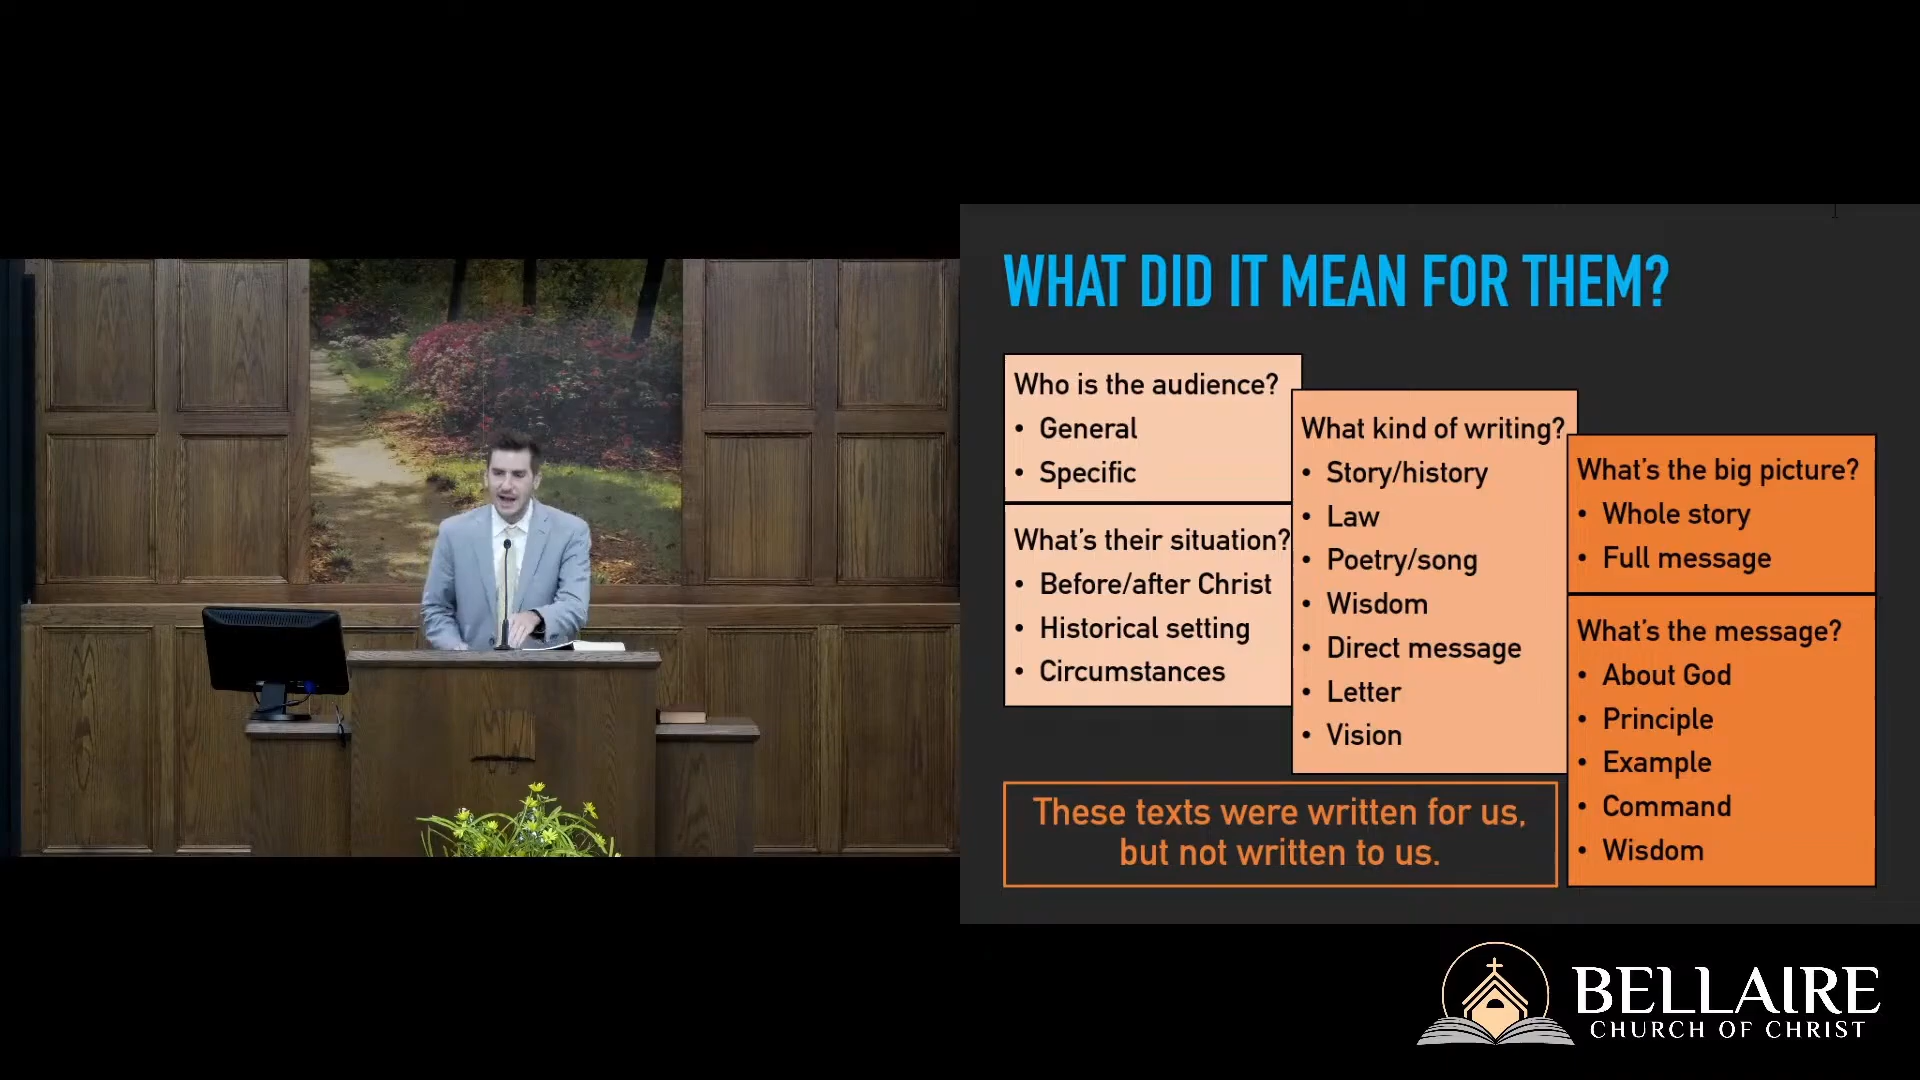 WHAT DID IT MEAN FOR THEM?
Who is the audience?
• General
• Specific
What's their situation?
• Before/after Christ
• Historical setting
• Circumstances
What kind of writing?
• Story/history
• Law
• Poetry/song
• Wisdom
• Direct message
• Letter
• Vision
What's the big picture?
• Whole story
• Full message
What's the message?
• About God
• Principle
• Example
• Command
• Wisdom
These texts were written for us,
but not written to us.
BELLAIRE
CHURCH OF CHRIST